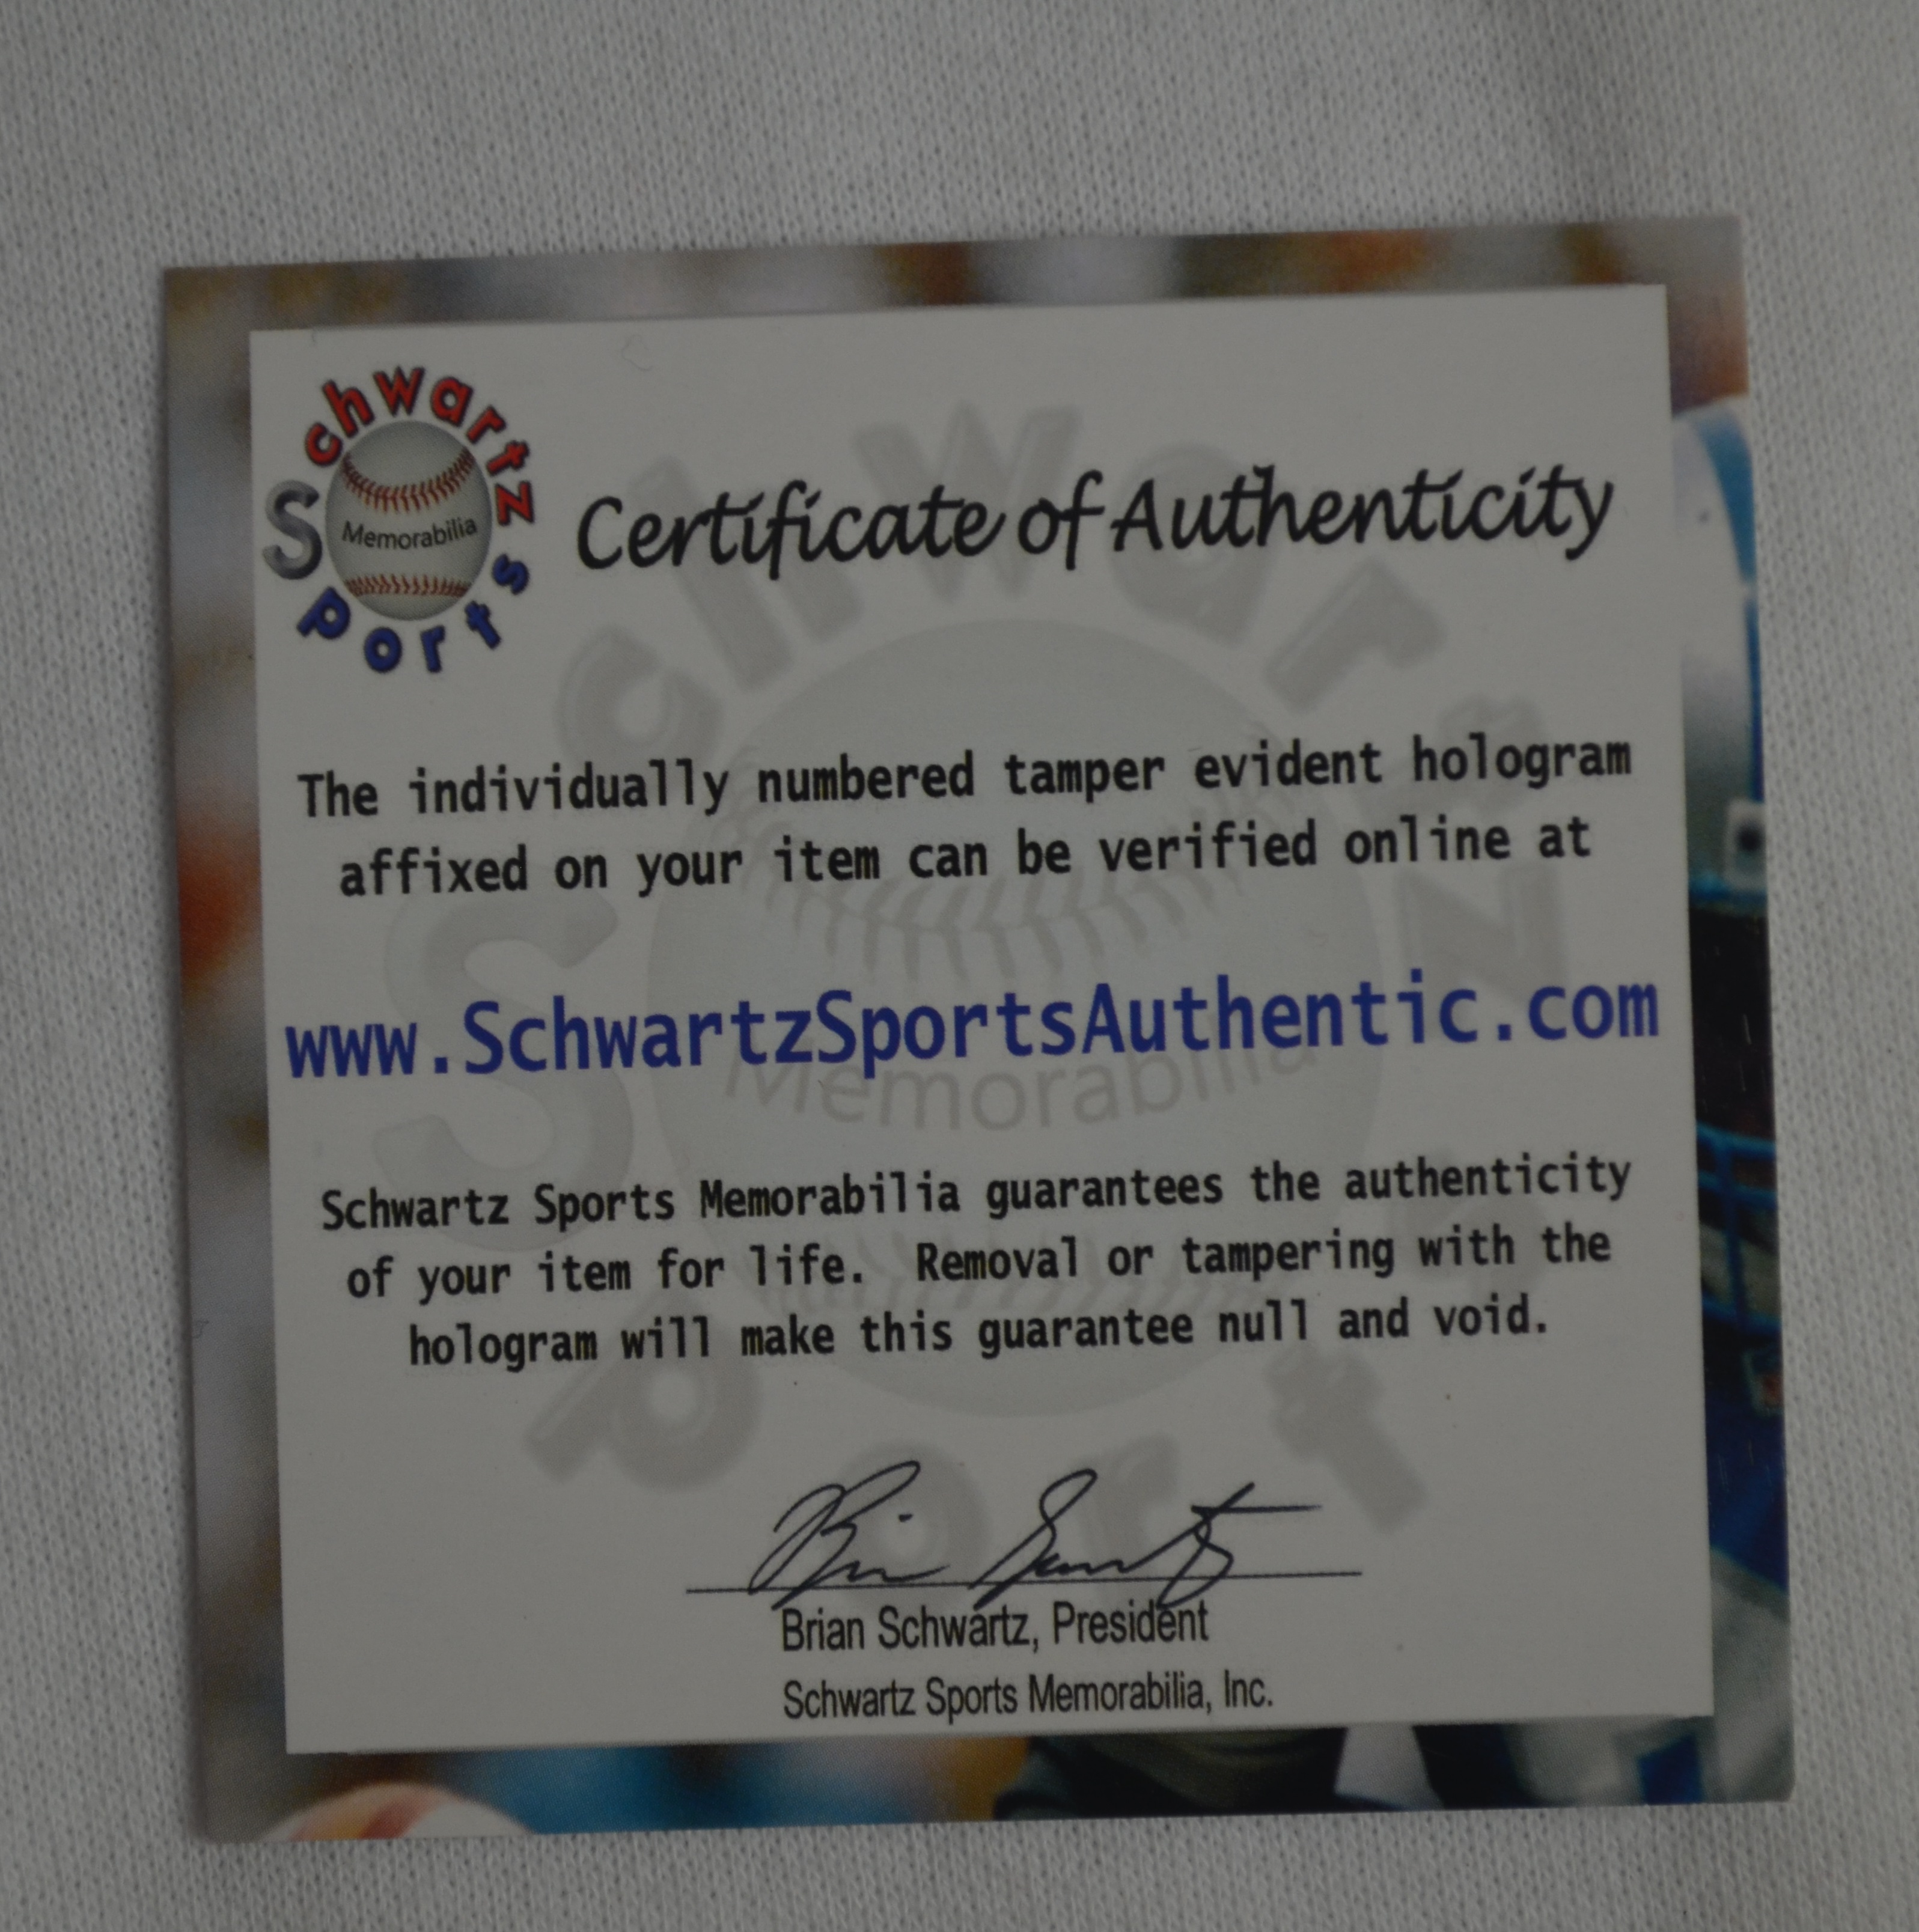 Schwartz
Sports
Memorabilia
Certificate of Authenticity
The individually numbered tamper evident hologram
affixed on your item can be verified online at
www.SchwartzSportsAuthentic.com
Schwartz Sports Memorabilia guarantees the authenticity
of your item for life. Removal or tampering with the
hologram will make this guarantee null and void.
Brian Schwartz
Brian Schwartz, President
Schwartz Sports Memorabilia, Inc.